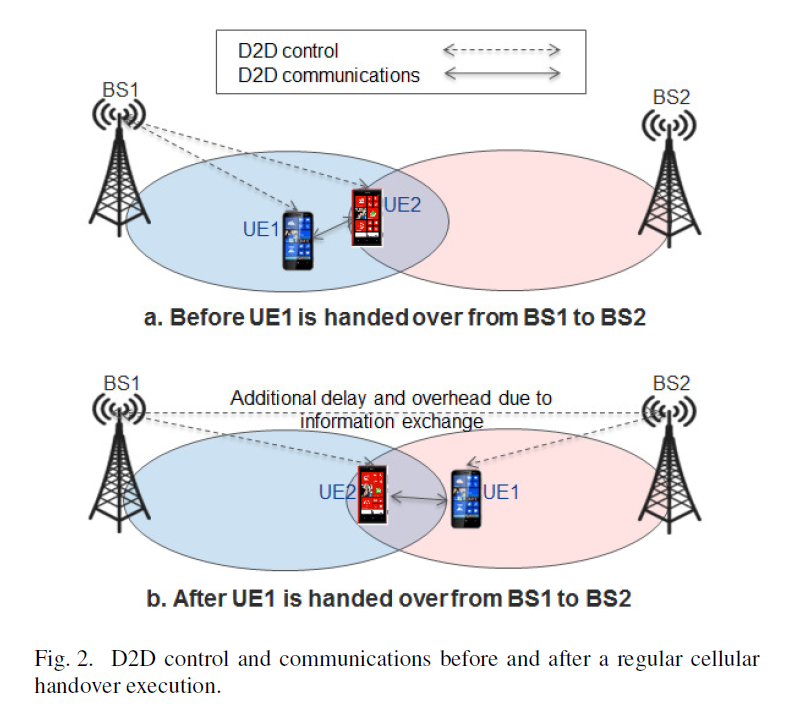 D2D control
D2D communications
BS1
BS2
UE2
UE1
a. Before UE1 is handed over from BS1 to BS2
BS1
BS2
Additional delay and overhead due to
information exchange
UE2
UE1
b. After UE1 is handed over from BS1 to BS2
Fig. 2. D2D control and communications before and after a regular cellular
handover execution.